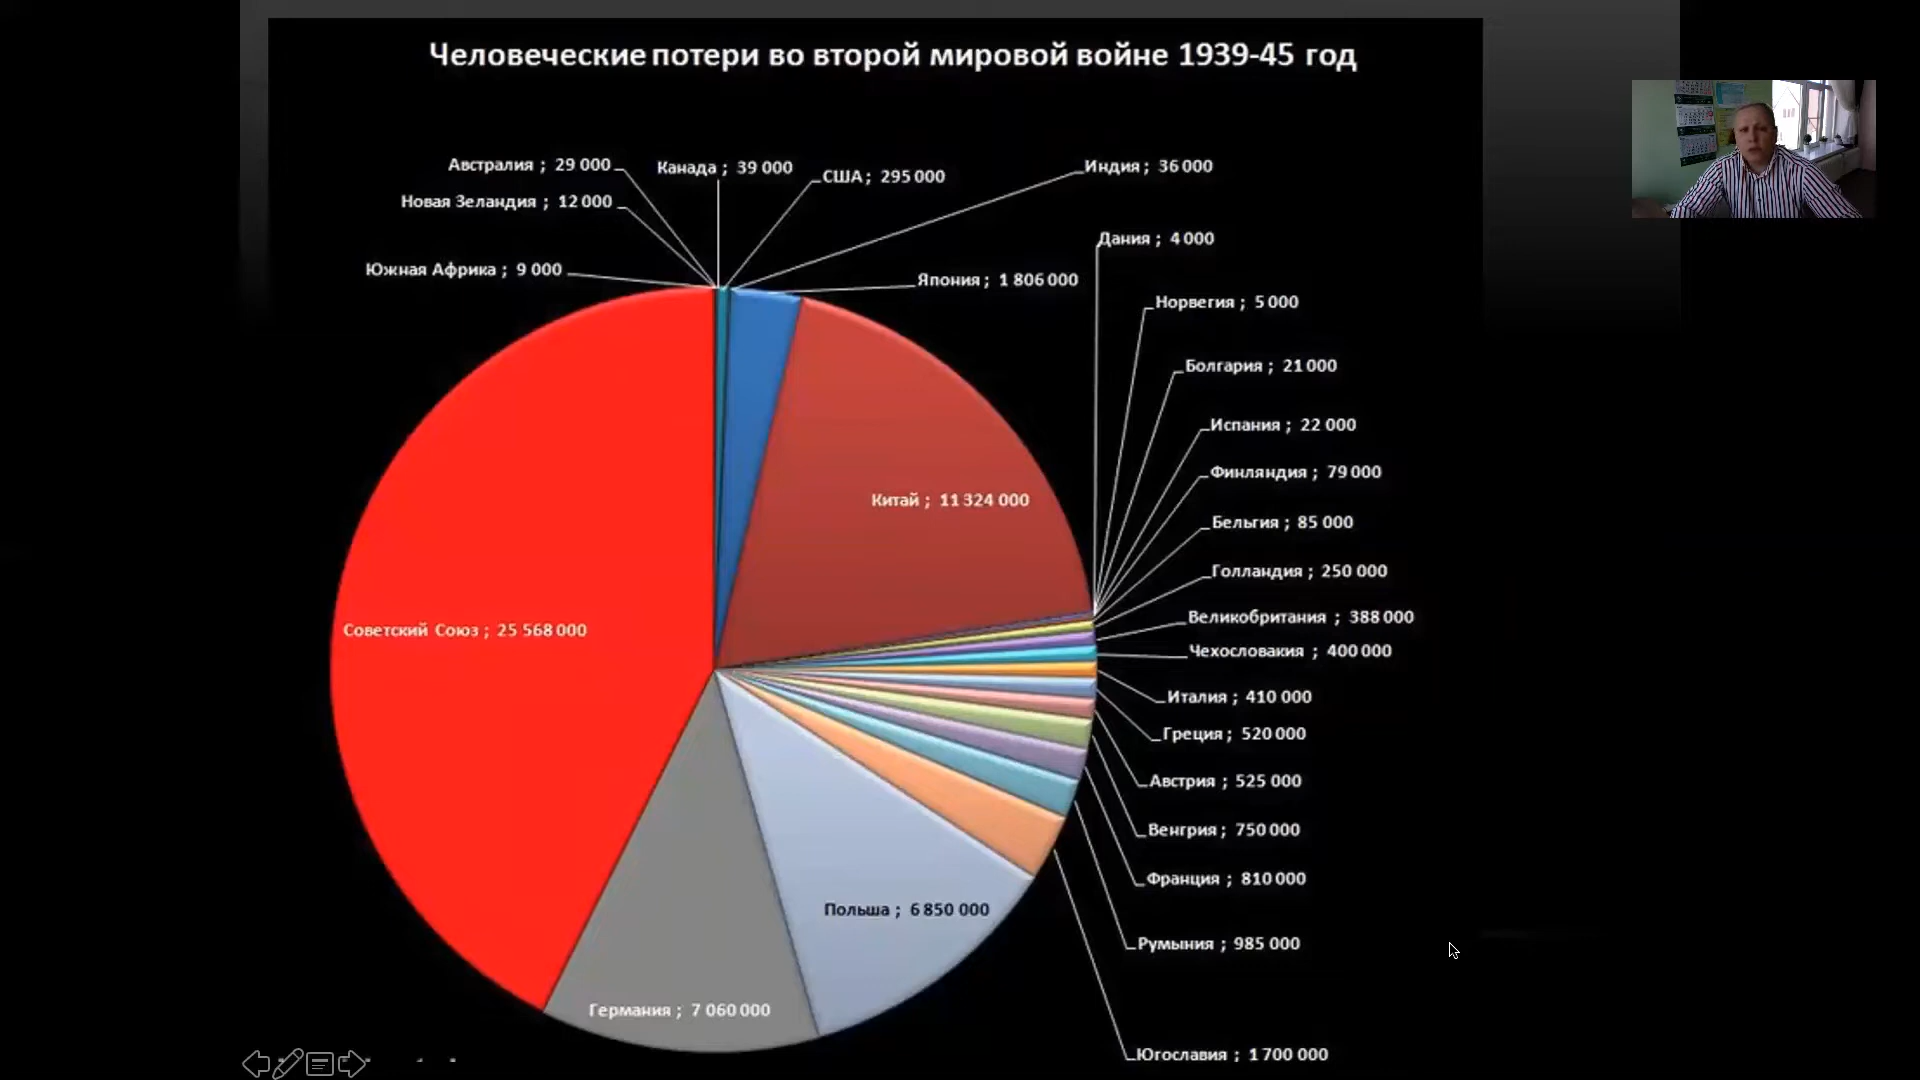 Человеческие потери во второй мировой войне 1939-45 год
Австралия ; 29 000
Канада ; 39 000
США ; 295 000
Индия ; 36 000
Новая Зеландия ; 12 000
Дания ; 4 000
Южная Африка ; 9 000
Япония ; 1 806 000
Норвегия ; 5 000
Болгария ; 21 000
Испания ; 22 000
Финляндия ; 79 000
Китай ; 11 324 000
Бельгия ; 85 000
Голландия ; 250 000
Великобритания ; 388 000
Советский Союз ; 25 568 000
Чехословакия ; 400 000
Италия ; 410 000
Греция ; 520 000
Австрия ; 525 000
Венгрия ; 750 000
Франция ; 810 000
Польша ; 6 850 000
Румыния ; 985 000
Германия ; 7 060 000
Югославия ; 1 700 000